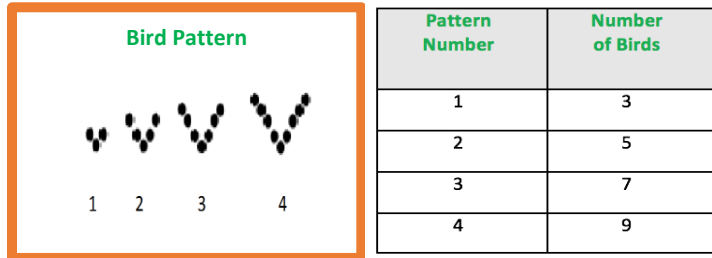 Bird Pattern
1 2 3 4
Pattern Number of Birds
Number
1 3
2 5
3 7
4 9